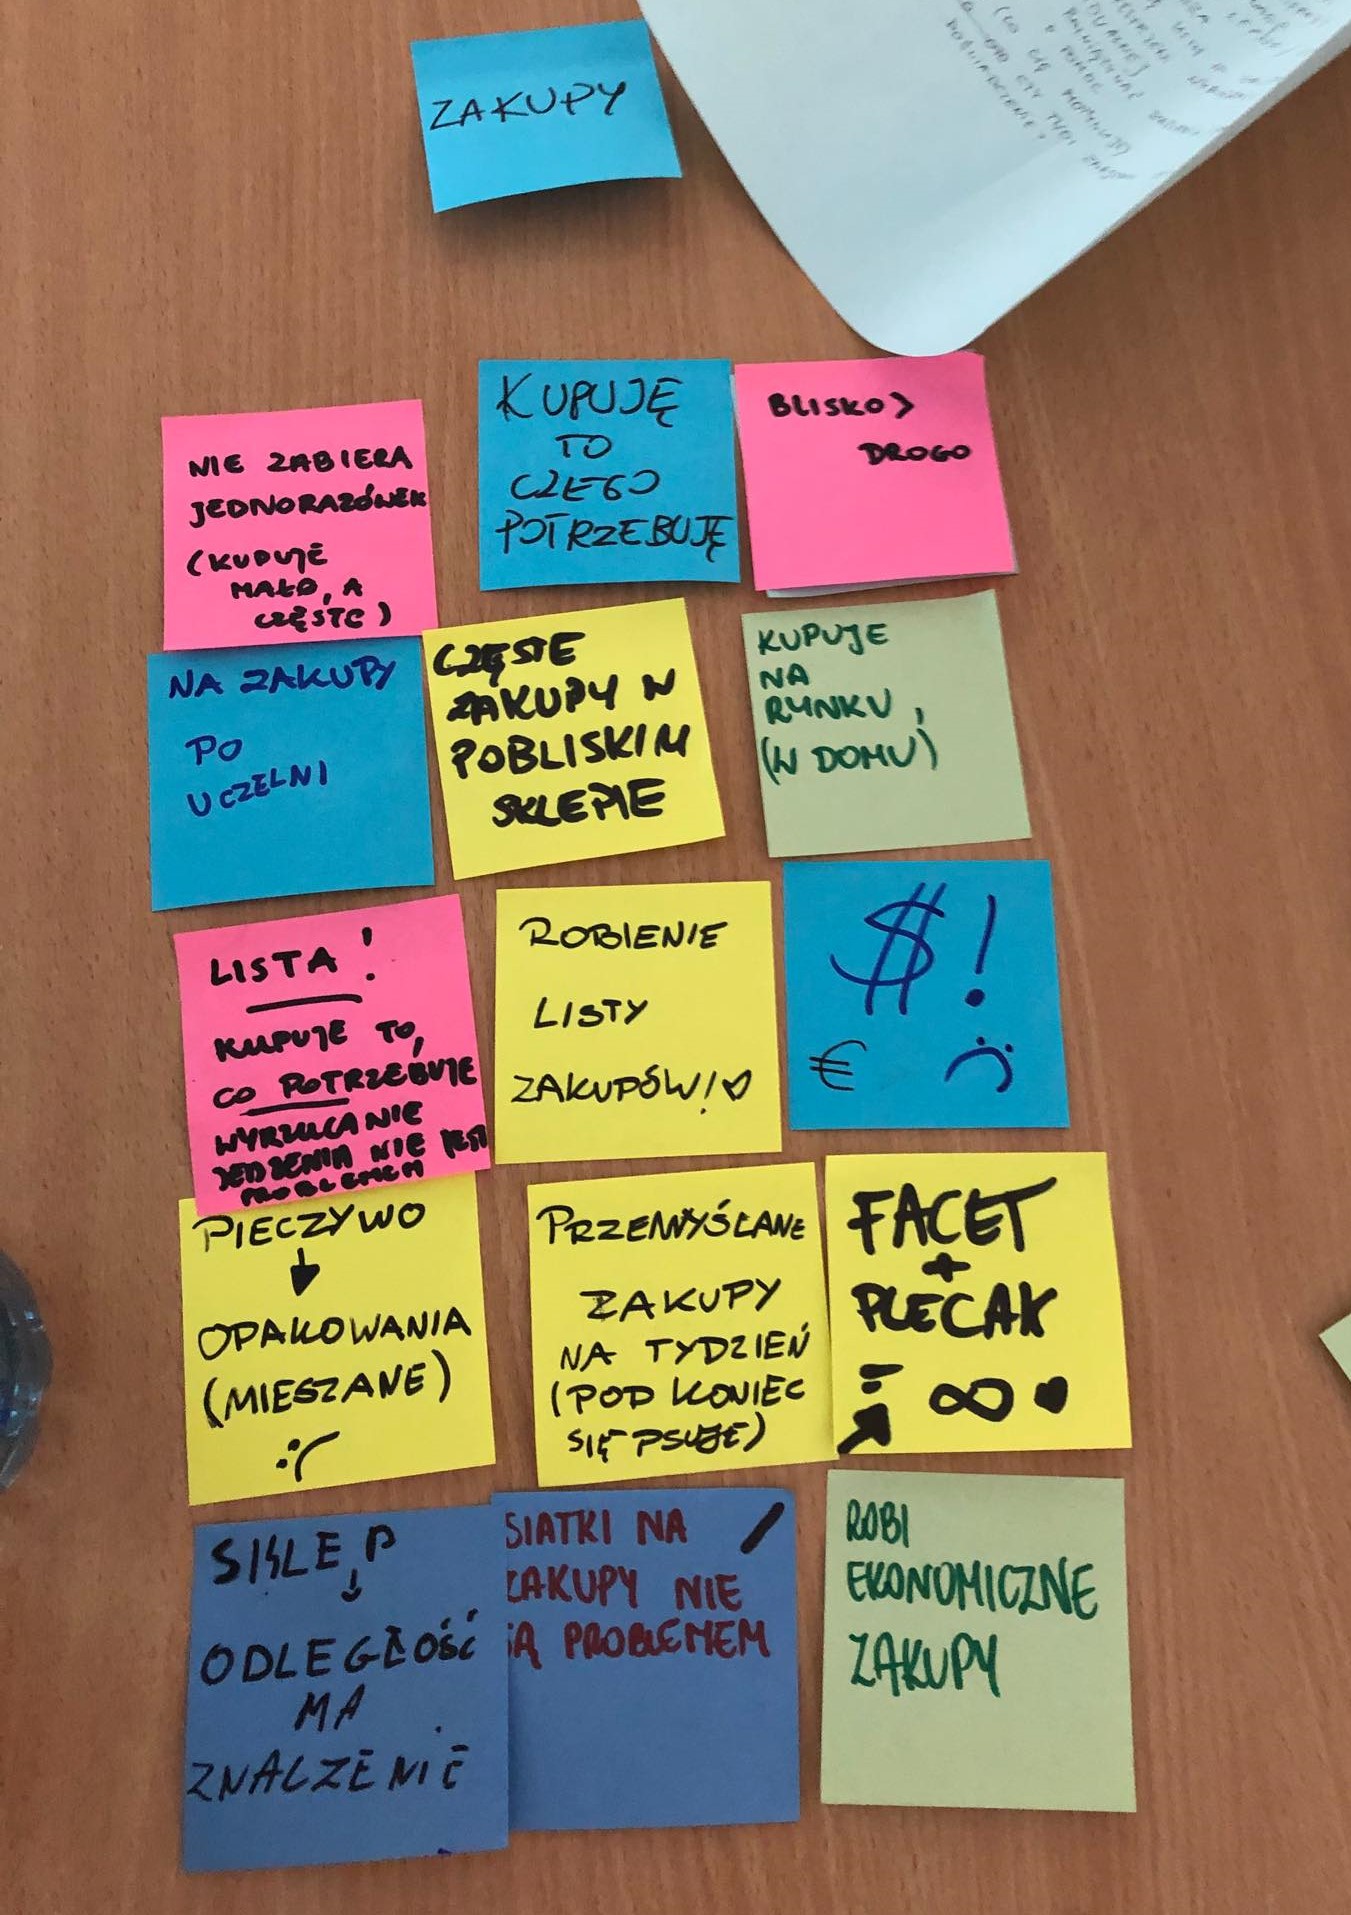 ZAKUPY
NIE ZABIERA
JEDNORAZÓWEK
(KUPUJE
MAŁO, A
CZĘSTO)
KUPUJĘ
TO
CZEGO
POTRZEBUJĘ
BLISKO >
DROGO
NA ZAKUPY
PO
UCZELNI
CZĘSTE
ZAKUPY W
POBLISKIM
SKLEPIE
KUPUJE
NA
RYNKU,
(W DOMU)
LISTA!
KUPUJE TO,
CO POTRZEBUJE
WYRZUCANIE
JEDZENIA NIE JEST
PROBLEMEM
ROBIENIE
LISTY
ZAKUPÓW! ♡
$!
€ :(
PIECZYWO
↓
OPAKOWANIA
(MIESZANE)
:(
PRZEMYŚLANE
ZAKUPY
NA TYDZIEŃ
(POD KONIEC
SIĘ PSUJE)
FACET
+
PLECAK
= ∞
SKLEP
↓
ODLEGŁOŚĆ
MA
ZNACZENIE
SIATKI NA
ZAKUPY NIE
SĄ PROBLEMEM
ROBI
EKONOMICZNE
ZAKUPY